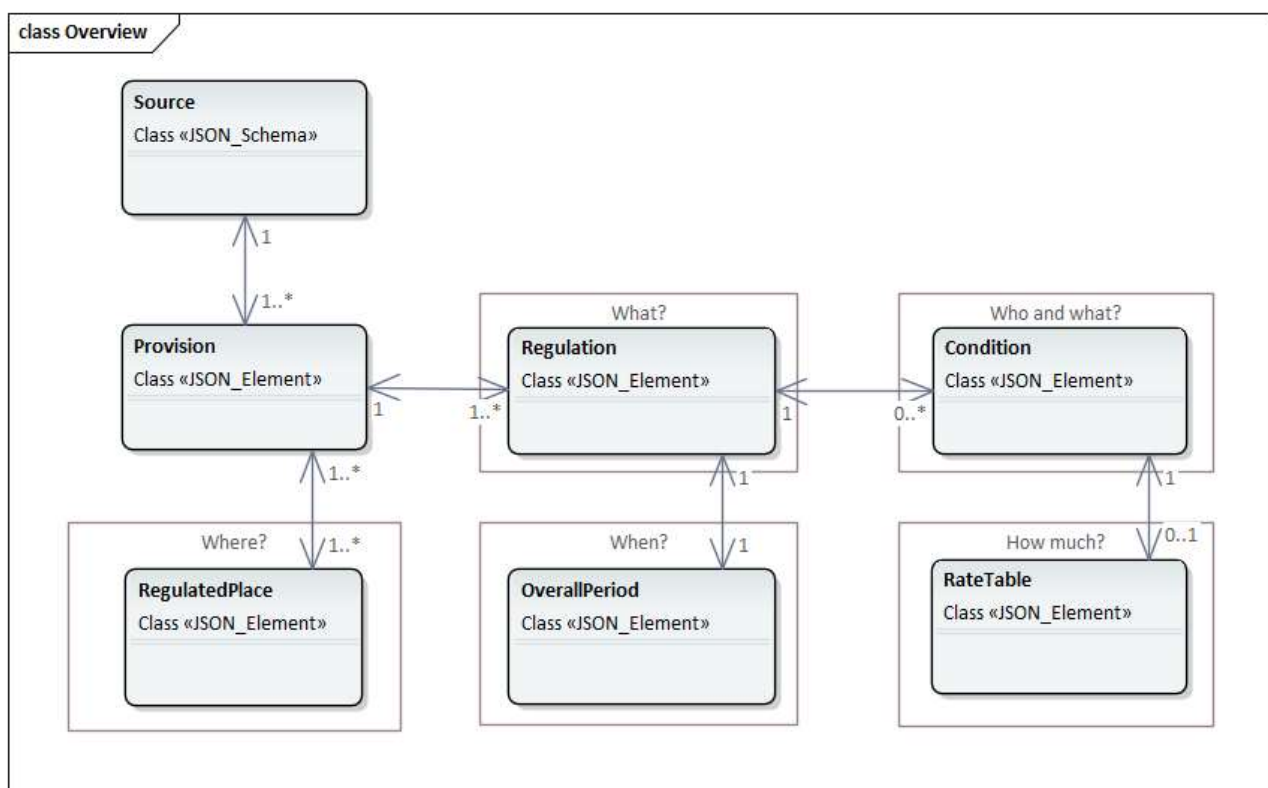 class Overview
Source
Class «JSON_Schema»
1
1..*
What?
Who and what?
Provision
Class «JSON_Element»
Regulation
Class «JSON_Element»
Condition
Class «JSON_Element»
1
1..*
1
0..*
1..*
1
1
Where?
1..*
When?
1
How much?
0..1
RegulatedPlace
Class «JSON_Element»
OverallPeriod
Class «JSON_Element»
RateTable
Class «JSON_Element»